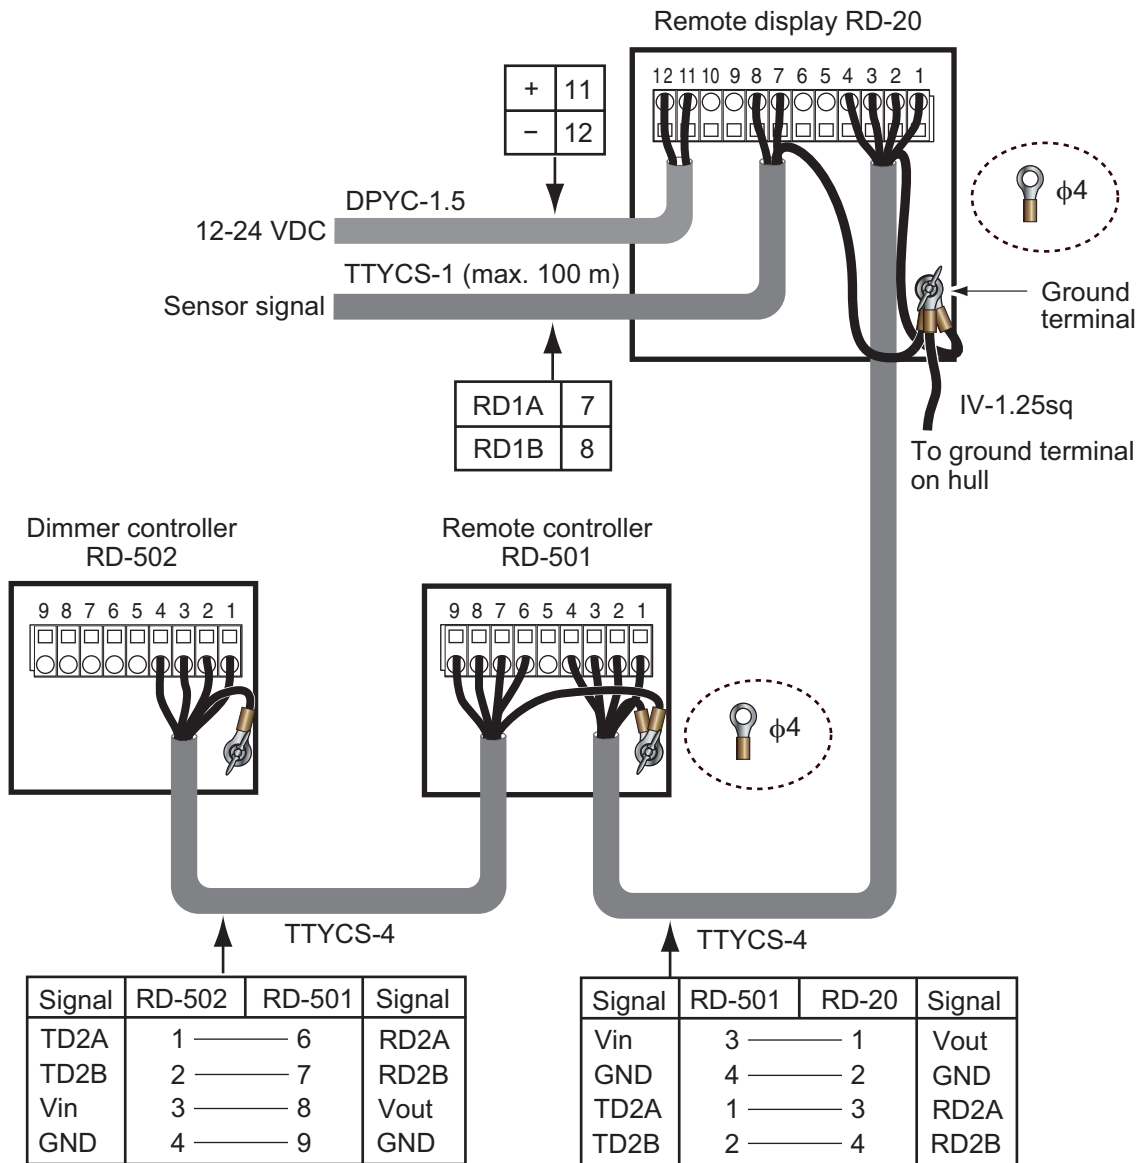 Remote display RD-20
12 11 10 9 8 7 6 5 4 3 2 1
+ 11
− 12
ϕ4
DPYC-1.5
12-24 VDC
TTYCS-1 (max. 100 m)
Sensor signal
Ground
terminal
RD1A 7
RD1B 8
IV-1.25sq
To ground terminal
on hull
Dimmer controller
RD-502
9 8 7 6 5 4 3 2 1
Remote controller
RD-501
9 8 7 6 5 4 3 2 1
ϕ4
TTYCS-4
TTYCS-4
Signal RD-502 RD-501 Signal
TD2A 1 6 RD2A
TD2B 2 7 RD2B
Vin 3 8 Vout
GND 4 9 GND
Signal RD-501 RD-20 Signal
Vin 3 1 Vout
GND 4 2 GND
TD2A 1 3 RD2A
TD2B 2 4 RD2B